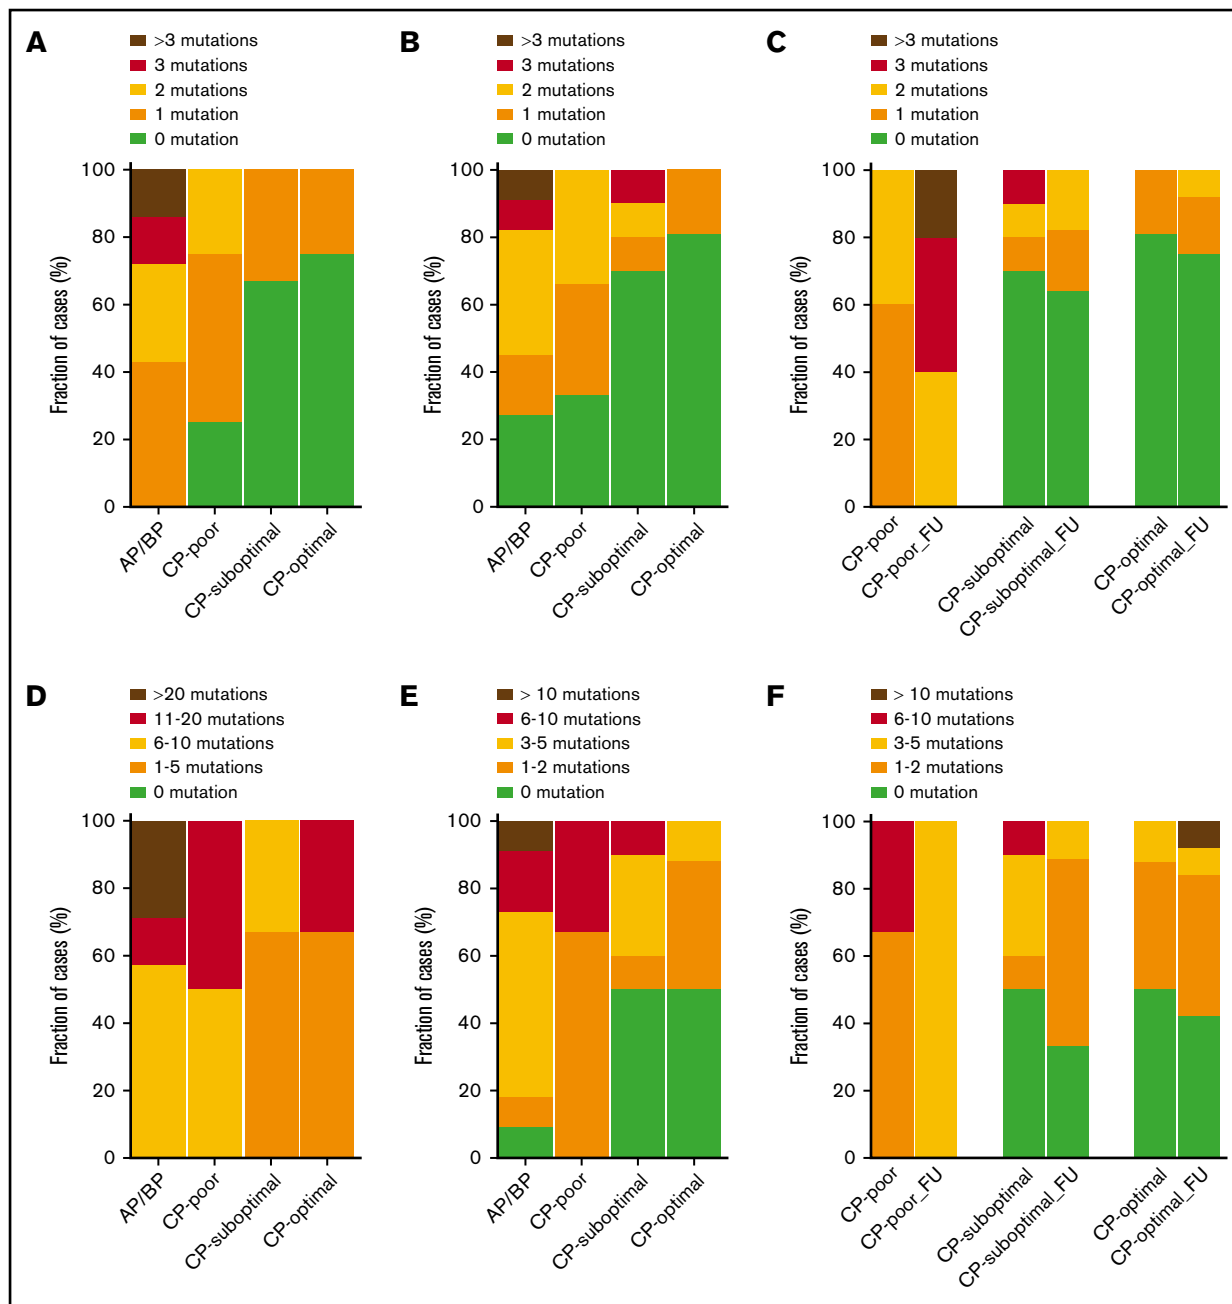 A
>3 mutations
3 mutations
2 mutations
1 mutation
0 mutation
Fraction of cases (%)
100
80
60
40
20
0
AP/BP
CP-poor
CP-suboptimal
CP-optimal
B
>3 mutations
3 mutations
2 mutations
1 mutation
0 mutation
Fraction of cases (%)
100
80
60
40
20
0
AP/BP
CP-poor
CP-suboptimal
CP-optimal
C
>3 mutations
3 mutations
2 mutations
1 mutation
0 mutation
Fraction of cases (%)
100
80
60
40
20
0
CP-poor
CP-poor_FU
CP-suboptimal
CP-suboptimal_FU
CP-optimal
CP-optimal_FU
D
>20 mutations
11-20 mutations
6-10 mutations
1-5 mutations
0 mutation
Fraction of cases (%)
100
80
60
40
20
0
AP/BP
CP-poor
CP-suboptimal
CP-optimal
E
> 10 mutations
6-10 mutations
3-5 mutations
1-2 mutations
0 mutation
Fraction of cases (%)
100
80
60
40
20
0
AP/BP
CP-poor
CP-suboptimal
CP-optimal
F
> 10 mutations
6-10 mutations
3-5 mutations
1-2 mutations
0 mutation
Fraction of cases (%)
100
80
60
40
20
0
CP-poor
CP-poor_FU
CP-suboptimal
CP-suboptimal_FU
CP-optimal
CP-optimal_FU